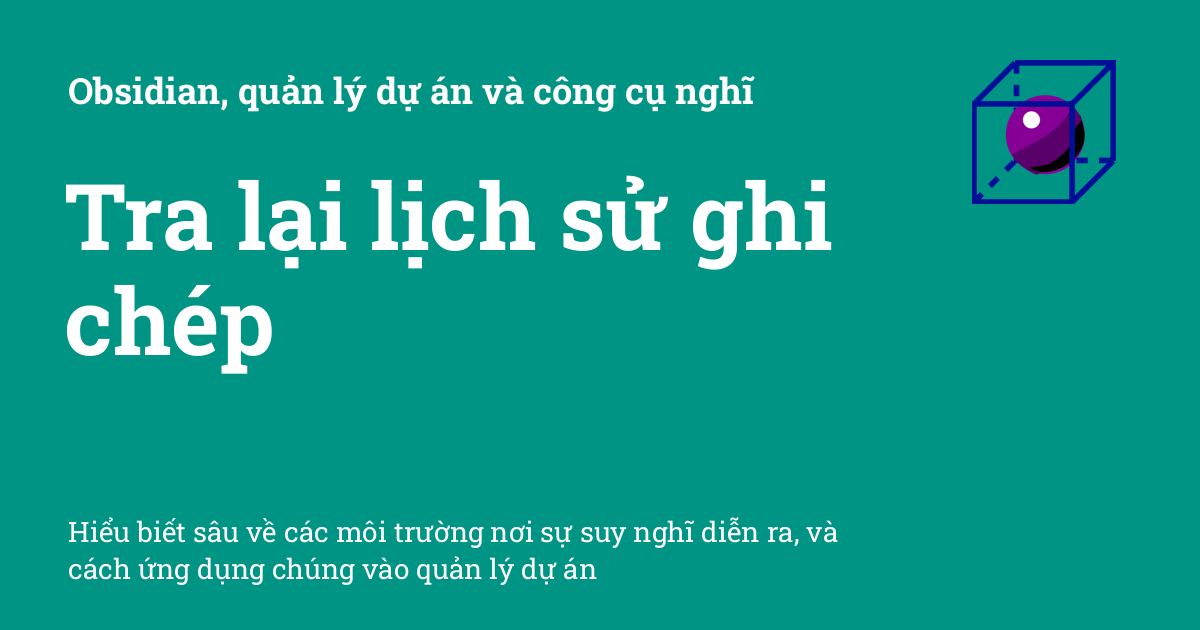 Obsidian, quản lý dự án và công cụ nghĩ
Tra lại lịch sử ghi
chép
Hiểu biết sâu về các môi trường nơi sự suy nghĩ diễn ra, và
cách ứng dụng chúng vào quản lý dự án